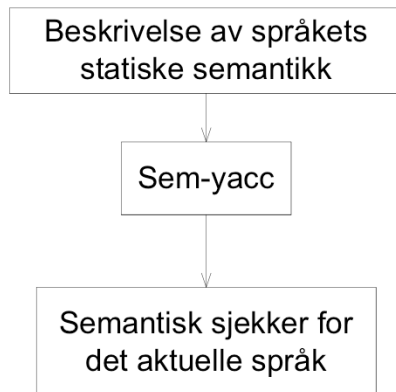 Beskrivelse av språkets
statiske semantikk
Sem-yacc
Semantisk sjekker for
det aktuelle språk